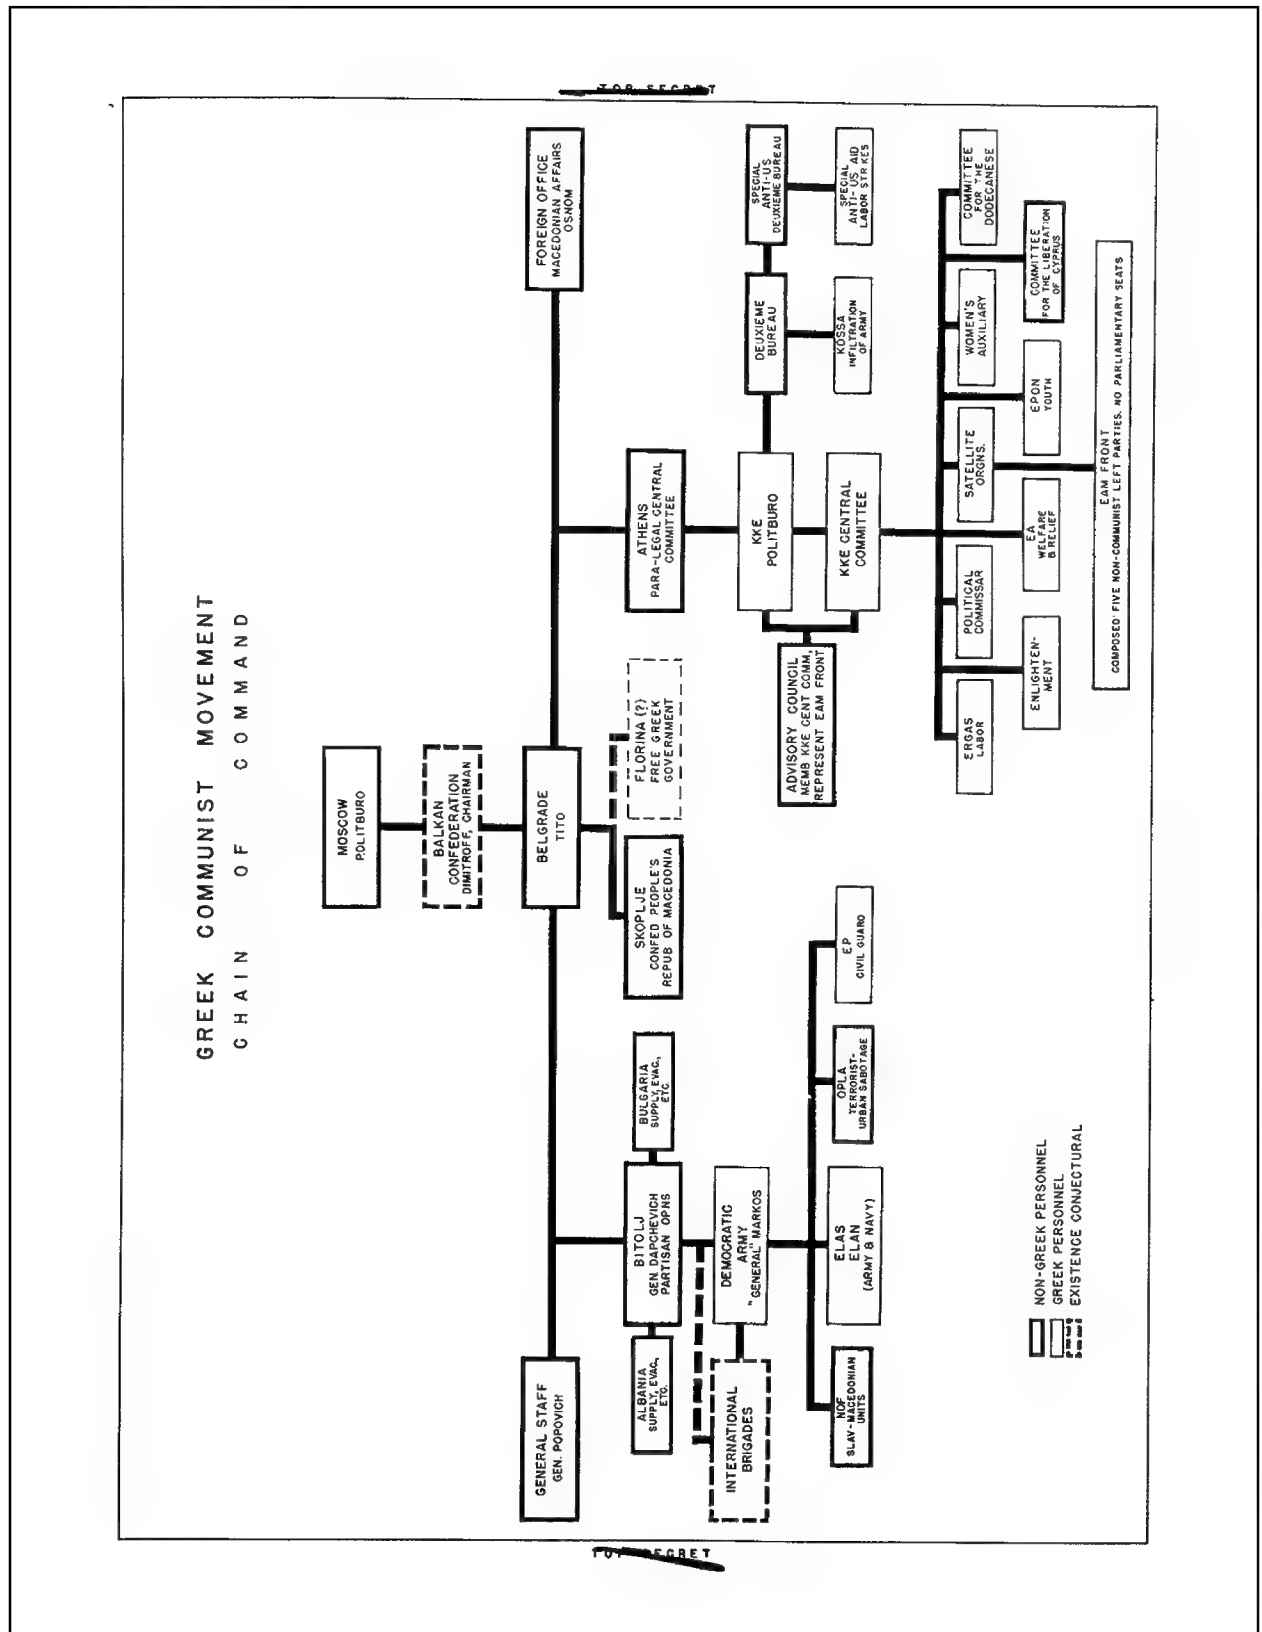 TOP SECRET
GREEK COMMUNIST MOVEMENT
CHAIN OF COMMAND
MOSCOW
POLITBURO
BALKAN
CONFEDERATION
DIMITROFF, CHAIRMAN
GENERAL STAFF
GEN. POPOVICH
BELGRADE
TITO
FOREIGN OFFICE
MACEDONIAN AFFAIRS
OSNOM
ALBANIA
SUPPLY, EVAC.,
ETC.
BITOLJ
GEN. DAPCHEVICH
PARTISAN OPNS
BULGARIA
SUPPLY, EVAC.,
ETC.
SKOPLJE
CONFED PEOPLE'S
REPUB OF MACEDONIA
FLORINA (?)
FREE GREEK
GOVERNMENT
ATHENS
PARA-LEGAL CENTRAL
COMMITTEE
INTERNATIONAL
BRIGADES
DEMOCRATIC
ARMY
"GENERAL" MARKOS
KKE
POLITBURO
DEUXIEME
BUREAU
SPECIAL
ANTI-US
DEUXIEME BUREAU
ADVISORY COUNCIL
MEMB KKE CENT COMM,
REPRESENT EAM FRONT
NOF
SLAV-MACEDONIAN
UNITS
ELAS
ELAN
(ARMY & NAVY)
OPLA
TERRORIST-
URBAN SABOTAGE
EP
CIVIL GUARD
KKE CENTRAL
COMMITTEE
KOSSA
INFILTRATION
OF ARMY
SPECIAL
ANTI-US AID
LABOR STRIKES
ERGAS
LABOR
POLITICAL
COMMISSAR
SATELLITE
ORGNS.
WOMEN'S
AUXILIARY
COMMITTEE
FOR THE
DODECANESE
ENLIGHTEN-
MENT
EA
WELFARE
& RELIEF
EPON
YOUTH
COMMITTEE
FOR THE LIBERATION
OF CYPRUS
EAM FRONT
COMPOSED: FIVE NON-COMMUNIST LEFT PARTIES. NO PARLIAMENTARY SEATS
NON-GREEK PERSONNEL
GREEK PERSONNEL
EXISTENCE CONJECTURAL
TOP SECRET